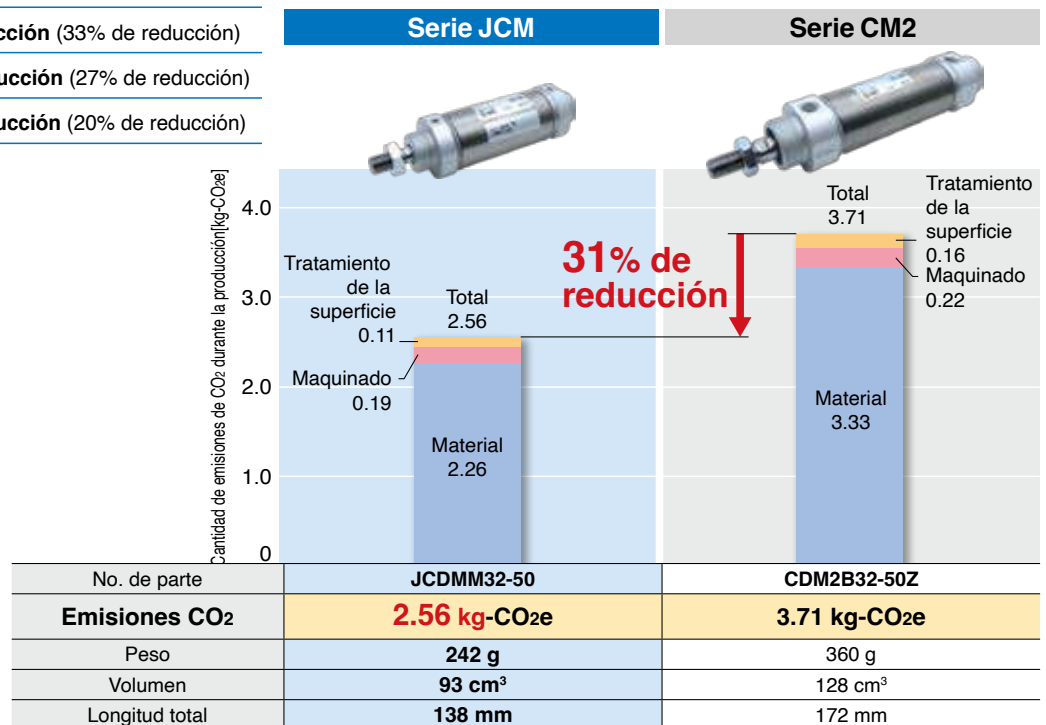 cción (33% de reducción)
ucción (27% de reducción)
ucción (20% de reducción)
Serie JCM
Serie CM2
Cantidad de emisiones de CO2 durante la producción[kg-CO2e]
4.0
3.0
2.0
1.0
0
Tratamiento
de la
superficie
0.11
Maquinado
0.19
Total
2.56
Material
2.26
31% de
reducción
Total
3.71
Tratamiento
de la
superficie
0.16
Maquinado
0.22
Material
3.33
No. de parte JCDMM32-50 CDM2B32-50Z
Emisiones CO2 2.56 kg-CO2e 3.71 kg-CO2e
Peso 242 g 360 g
Volumen 93 cm³ 128 cm³
Longitud total 138 mm 172 mm